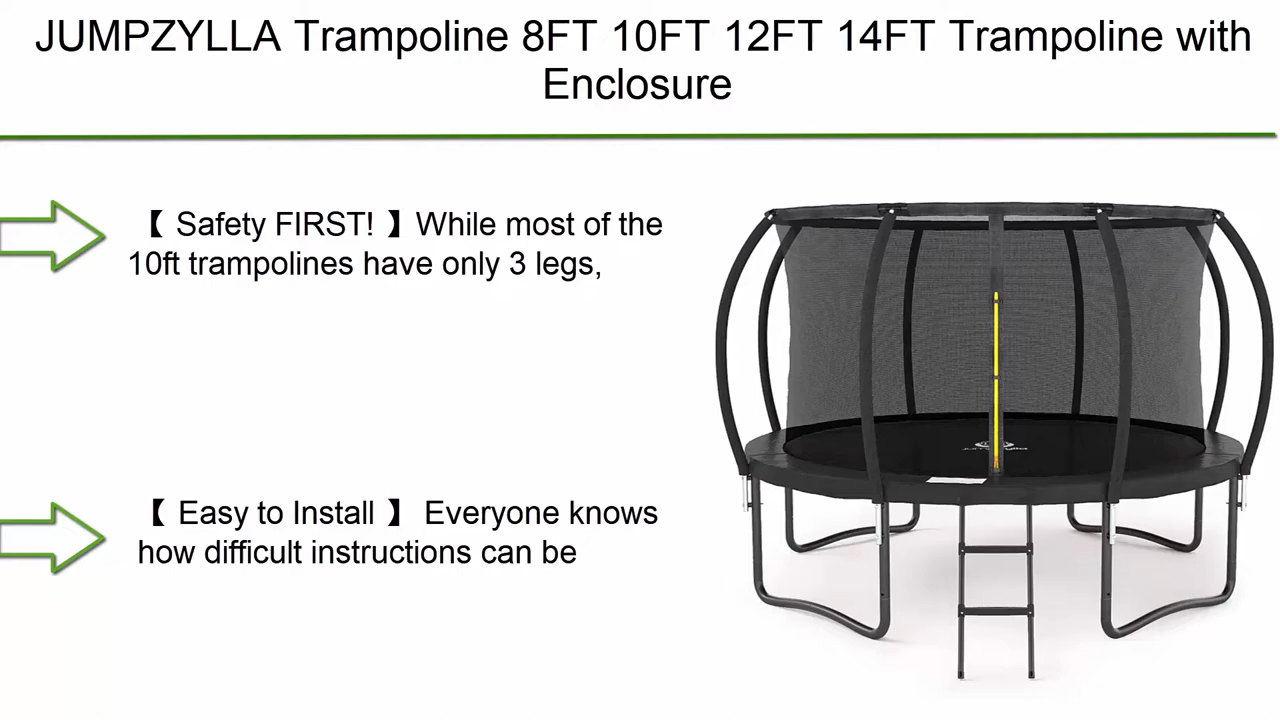 JUMPZYLLA Trampoline 8FT 10FT 12FT 14FT Trampoline with
Enclosure
【 Safety FIRST! 】While most of the
10ft trampolines have only 3 legs,
【 Easy to Install 】 Everyone knows
how difficult instructions can be